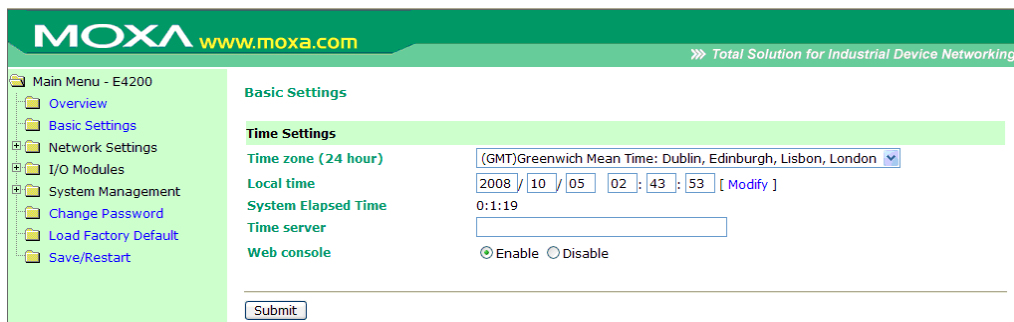 MOXA www.moxa.com
Total Solution for Industrial Device Networking
Main Menu - E4200
Overview
Basic Settings
Network Settings
I/O Modules
System Management
Change Password
Load Factory Default
Save/Restart
Basic Settings
Time Settings
Time zone (24 hour) (GMT)Greenwich Mean Time: Dublin, Edinburgh, Lisbon, London
Local time 2008 / 10 / 05 02 : 43 : 53 [ Modify ]
System Elapsed Time 0:1:19
Time server
Web console Enable Disable
Submit